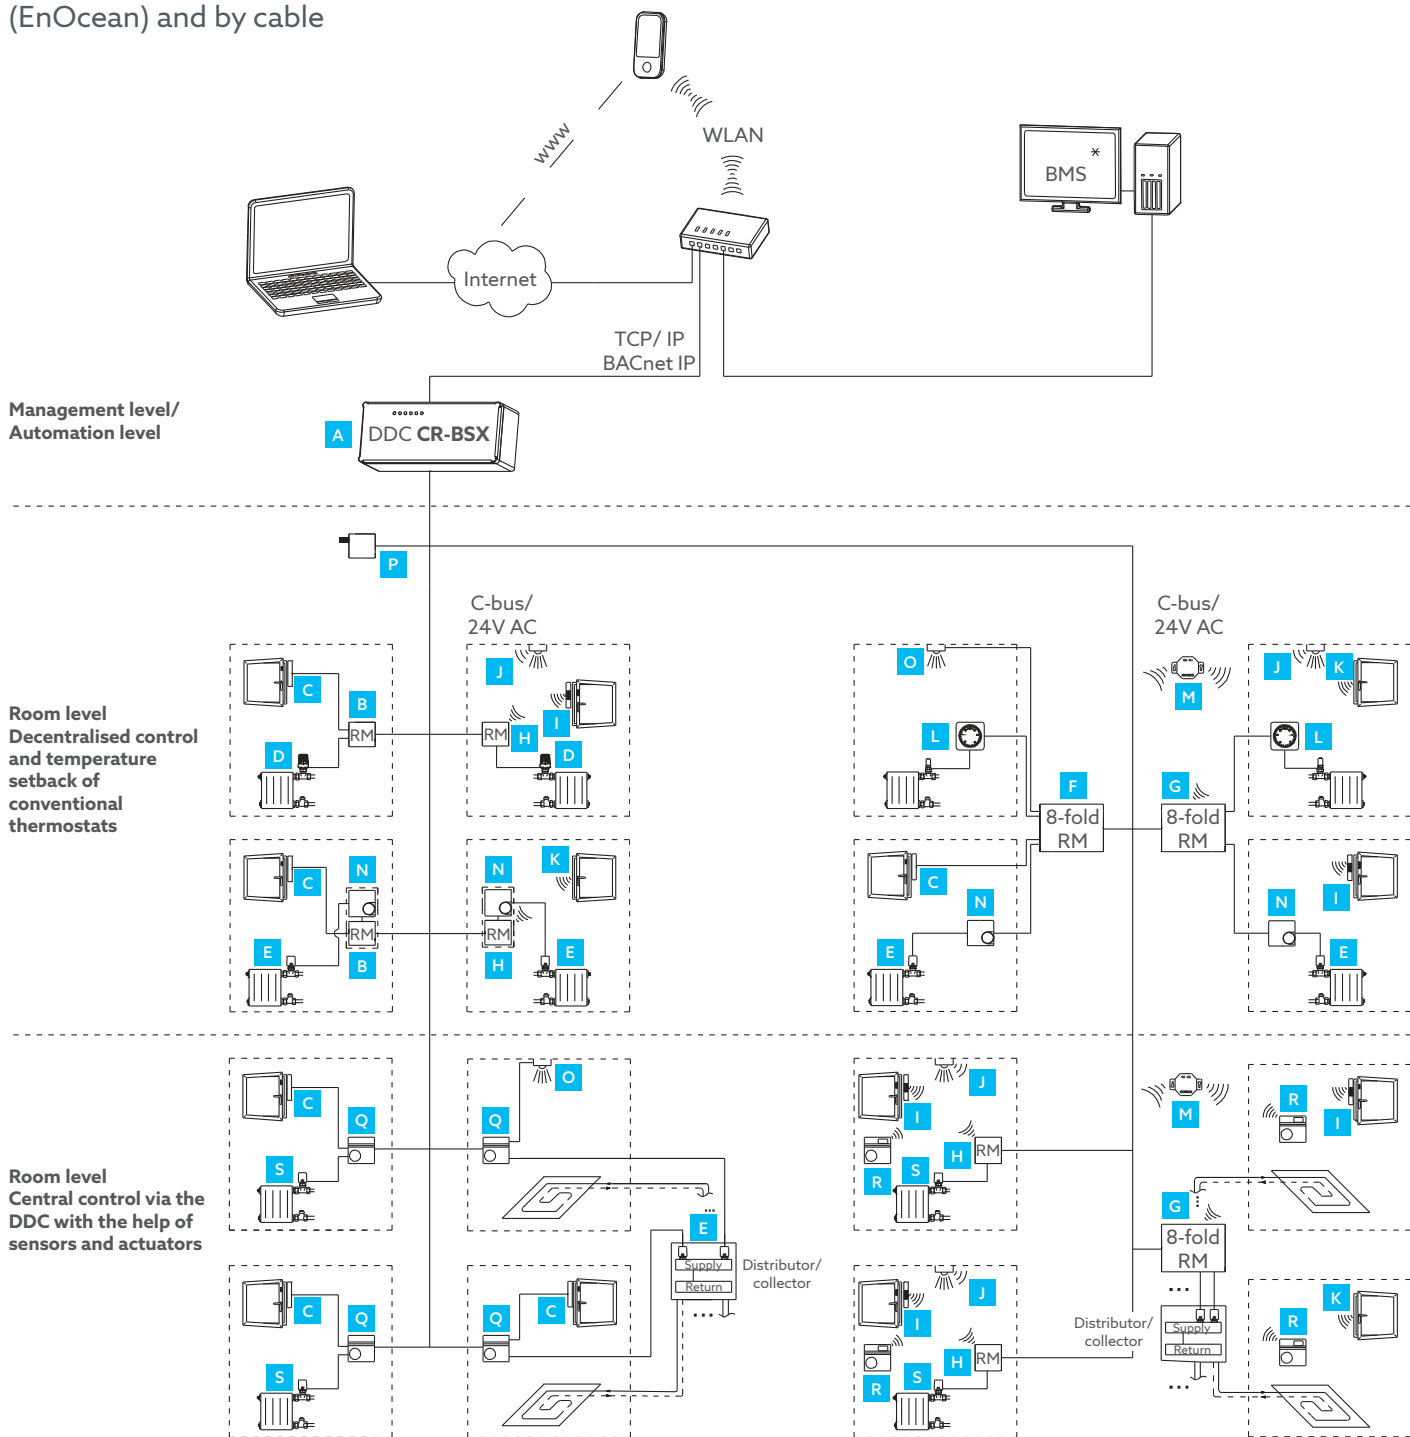 (EnOcean) and by cable
WLAN
www
BMS *
Internet
TCP/ IP
BACnet IP
Management level/
Automation level
A
DDC CR-BSX
P
C-bus/
24V AC
C-bus/
24V AC
J
O
M
J
K
C
B
I
Room level
Decentralised control
and temperature
setback of
conventional
thermostats
RM
RM
H
L
L
D
D
F
G
8-fold
RM
8-fold
RM
C
N
N
K
C
I
RM
RM
N
N
E
B
H
E
E
E
C
Q
Q
O
I
J
M
R
I
Room level
Central control via the
DDC with the help of
sensors and actuators
S
R
S
H
RM
...
E
G
8-fold
RM
Supply
Return
Distributor/
collector
...
...
C
Q
Q
C
I
J
Distributor/
collector
Supply
Return
R
K
S
R
S
H
RM
...